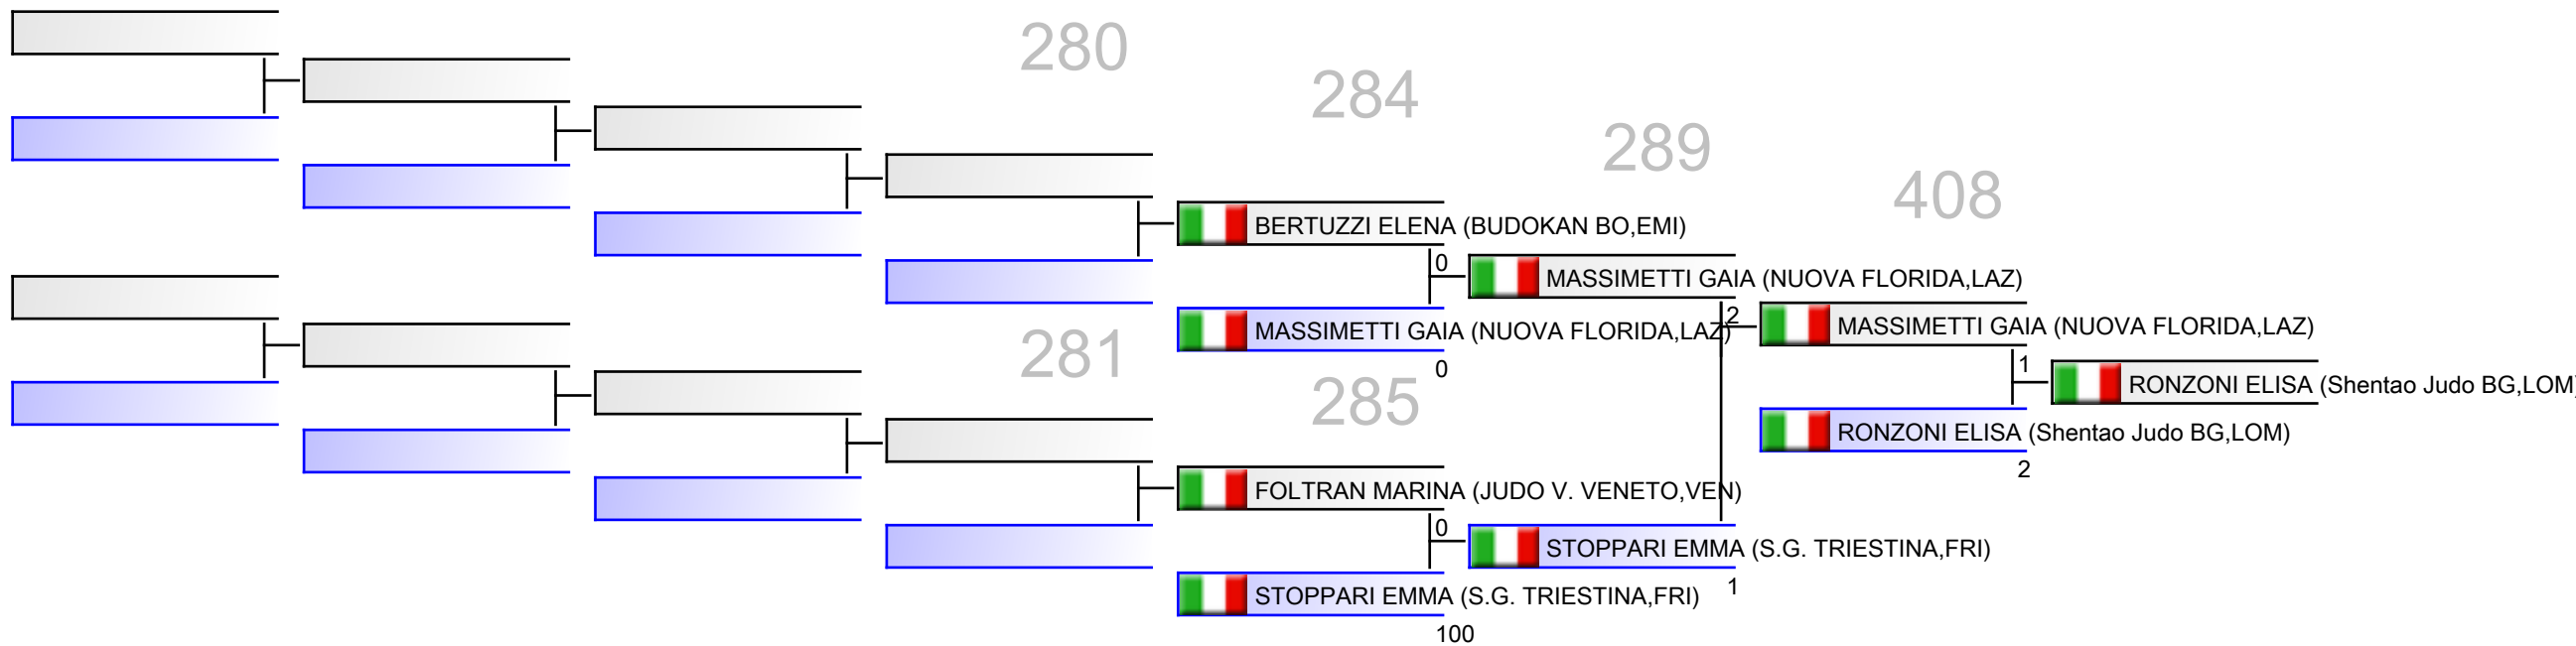 280
284
289
408
BERTUZZI ELENA (BUDOKAN BO,EMI)
0
MASSIMETTI GAIA (NUOVA FLORIDA,LAZ)
MASSIMETTI GAIA (NUOVA FLORIDA,LAZ)
0
2
MASSIMETTI GAIA (NUOVA FLORIDA,LAZ)
1
RONZONI ELISA (Shentao Judo BG,LOM)
RONZONI ELISA (Shentao Judo BG,LOM)
2
281
285
FOLTRAN MARINA (JUDO V. VENETO,VEN)
0
STOPPARI EMMA (S.G. TRIESTINA,FRI)
1
STOPPARI EMMA (S.G. TRIESTINA,FRI)
100